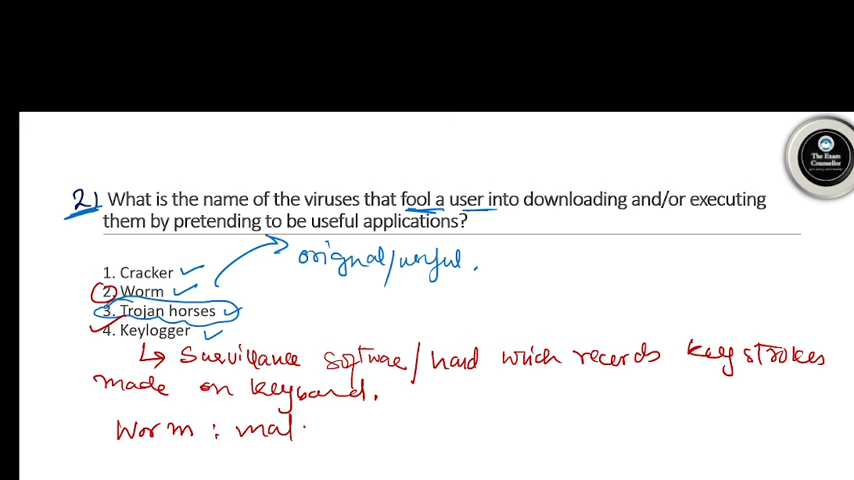 2) What is the name of the viruses that fool a user into downloading and/or executing
them by pretending to be useful applications?
The Exam
Counsellor
orignal/useful.
1. Cracker
2. Worm
3. Trojan horses
4. Keylogger
↳ Survillance software/hard which records keystrokes
made on keyboard.
Worm : mal